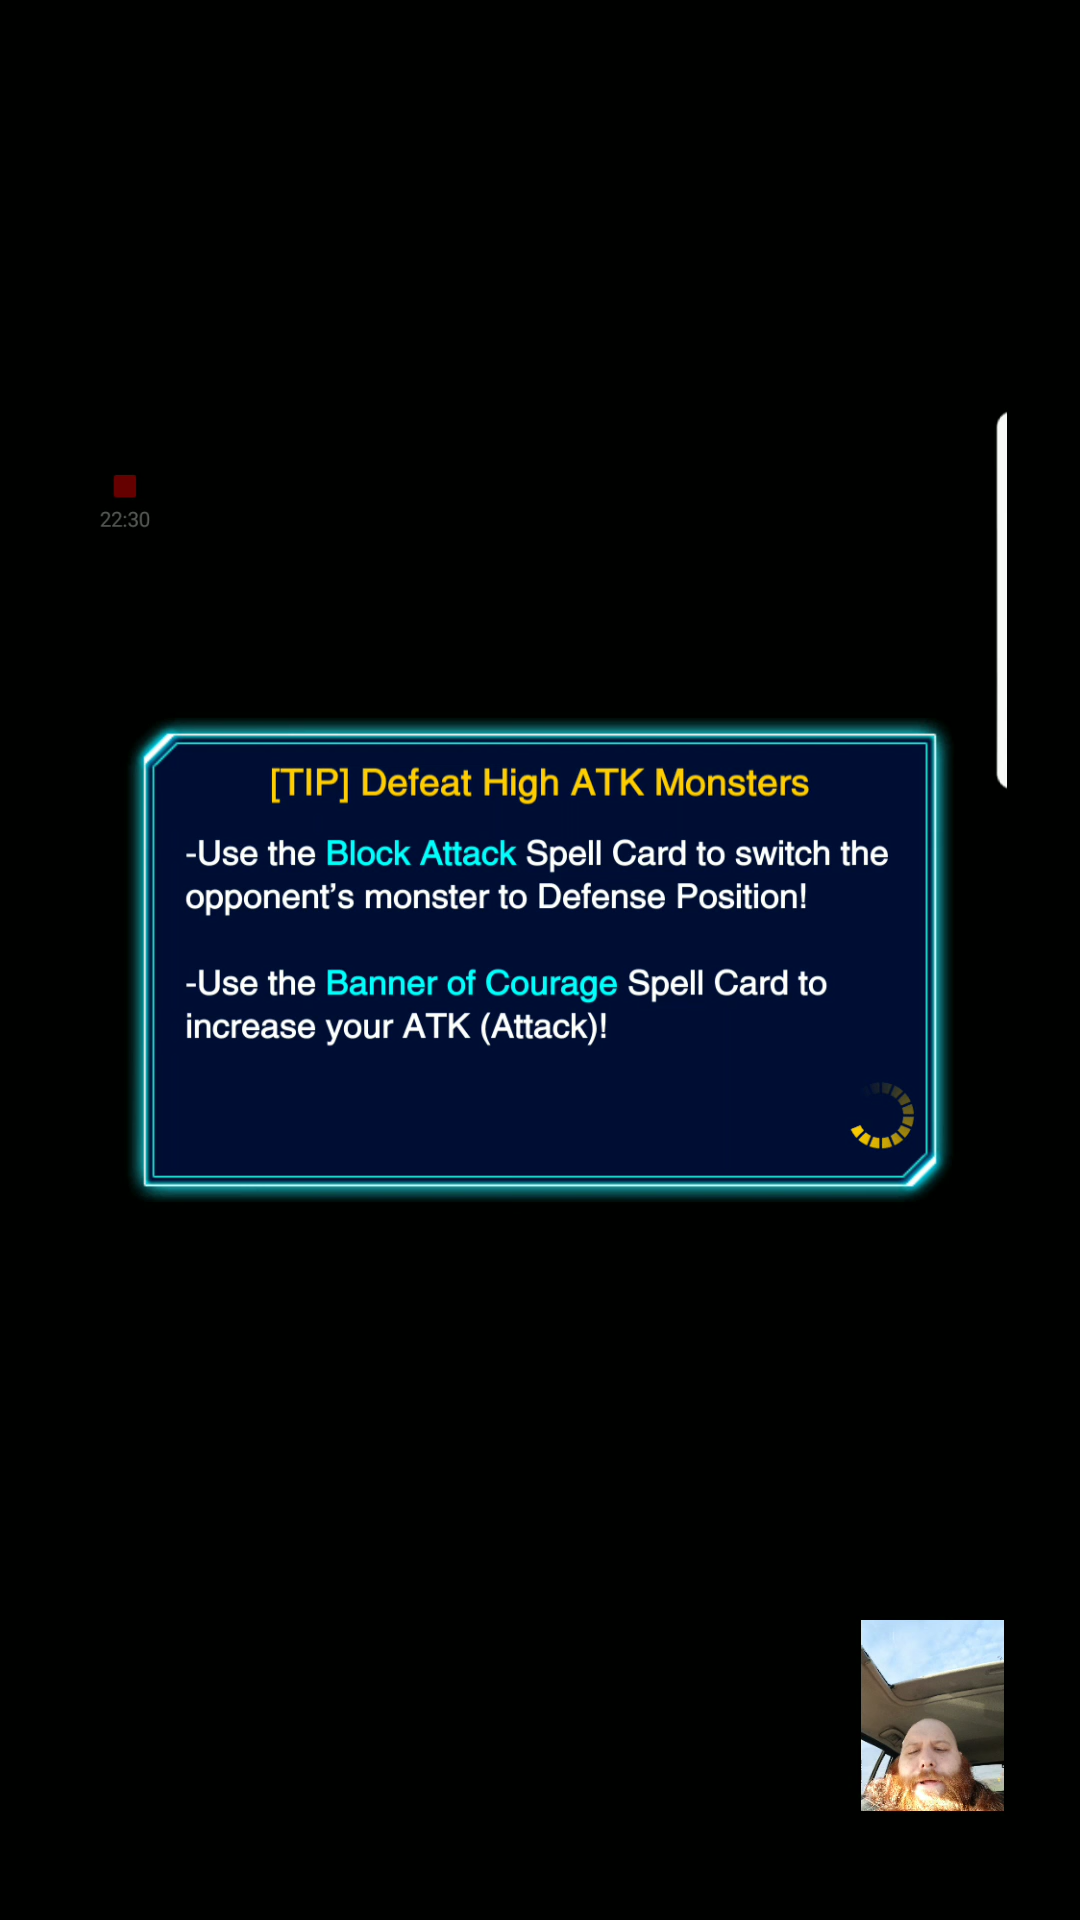 22:30
[TIP] Defeat High ATK Monsters
-Use the Block Attack Spell Card to switch the
opponent’s monster to Defense Position!
-Use the Banner of Courage Spell Card to
increase your ATK (Attack)!